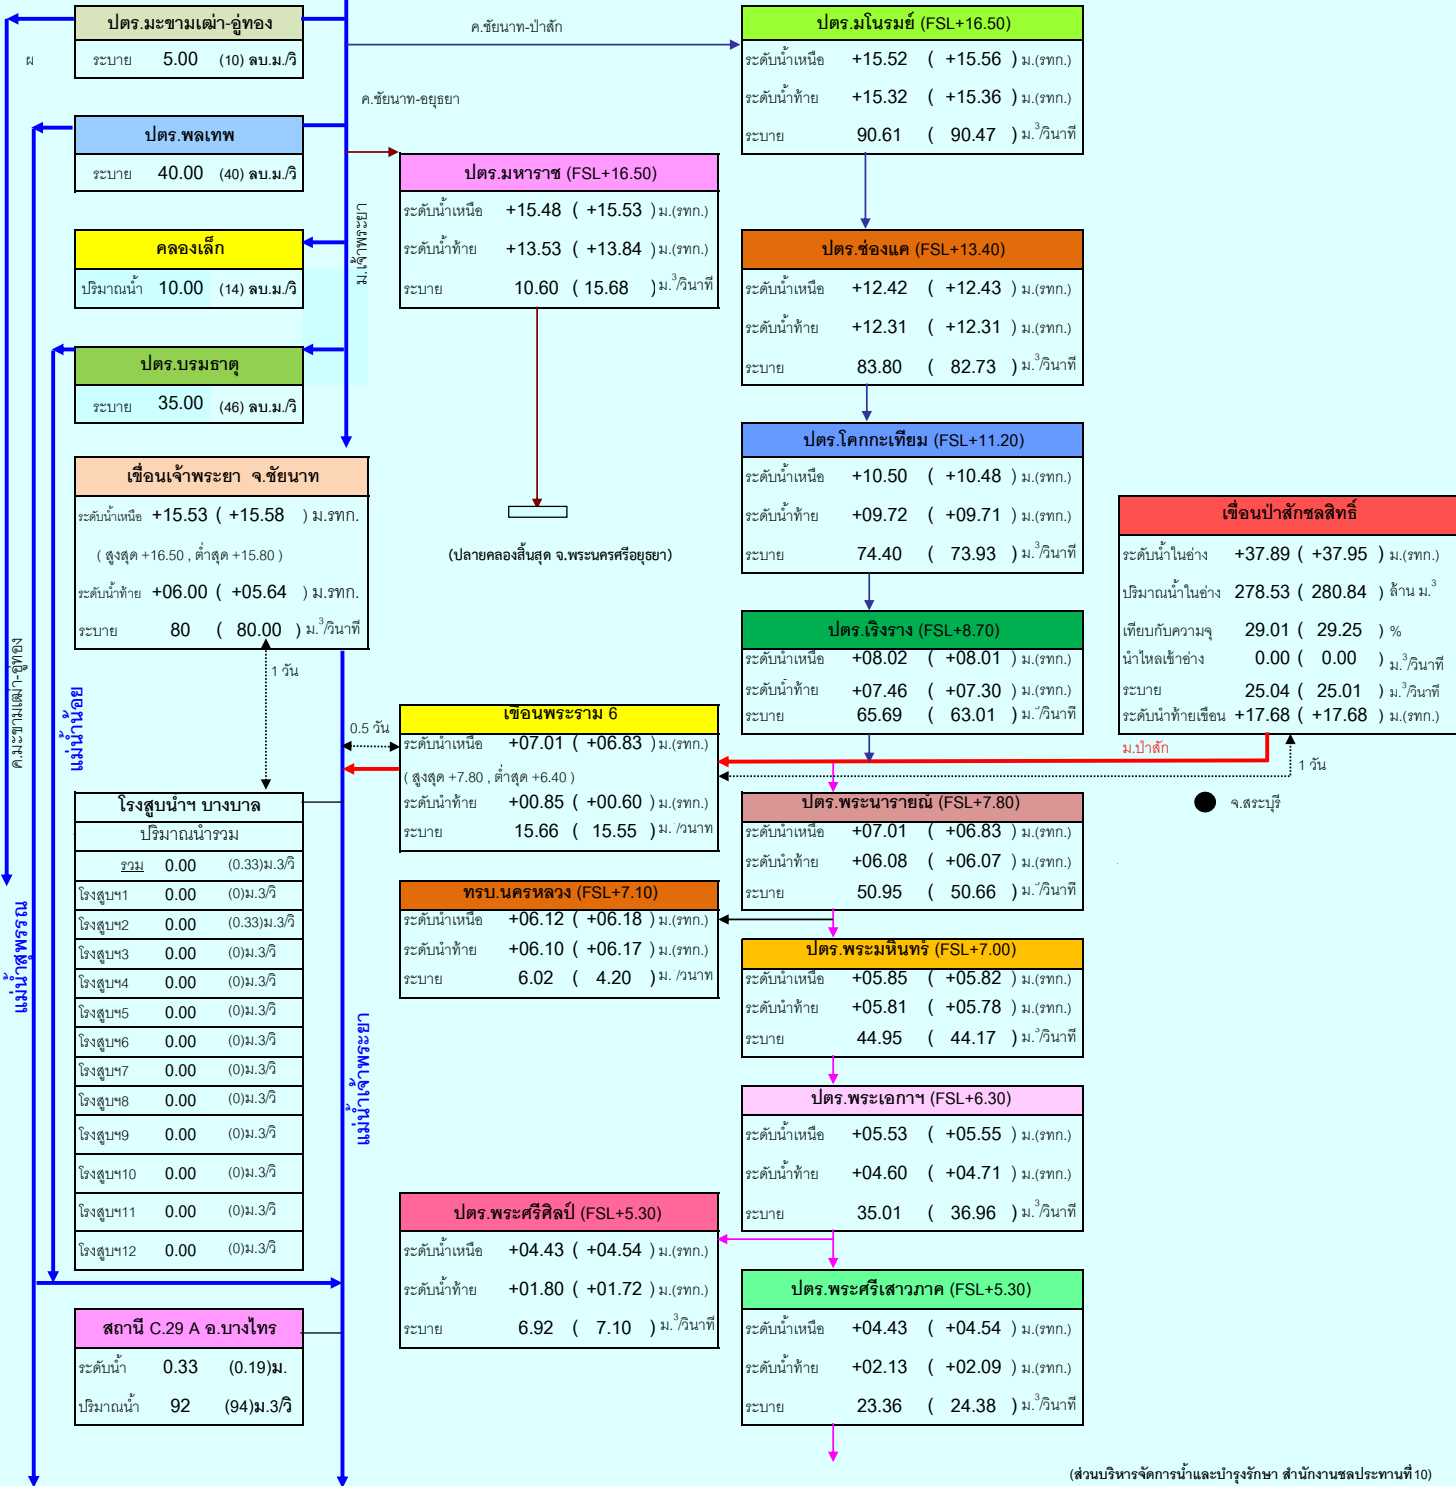 ปตร.มะขามเฒ่า-อู่ทอง
ระบาย 5.00 (10) ลบ.ม./วิ
ผ
ปตร.พลเทพ
ระบาย 40.00 (40) ลบ.ม./วิ
คลองเล็ก
ปริมาณน้ำ 10.00 (14) ลบ.ม./วิ
ปตร.บรมธาตุ
ระบาย 35.00 (46) ลบ.ม./วิ
เขื่อนเจ้าพระยา จ.ชัยนาท
ระดับน้ำเหนือ +15.53 ( +15.58 ) ม.รทก.
( สูงสุด +16.50 , ต่ำสุด +15.80 )
ระดับน้ำท้าย +06.00 ( +05.64 ) ม.รทก.
ระบาย 80 ( 80.00 ) ม.³/วินาที
1 วัน
ค.มะขามเฒ่า-อู่ทอง
แม่น้ำน้อย
แม่น้ำสุพรรณ
แม่น้ำเจ้าพระยา
ม.เจ้าพระยา
โรงสูบน้ำฯ บางบาล
ปริมาณน้ำรวม
รวม 0.00 (0.33)ม.3/วิ
โรงสูบฯ1 0.00 (0)ม.3/วิ
โรงสูบฯ2 0.00 (0.33)ม.3/วิ
โรงสูบฯ3 0.00 (0)ม.3/วิ
โรงสูบฯ4 0.00 (0)ม.3/วิ
โรงสูบฯ5 0.00 (0)ม.3/วิ
โรงสูบฯ6 0.00 (0)ม.3/วิ
โรงสูบฯ7 0.00 (0)ม.3/วิ
โรงสูบฯ8 0.00 (0)ม.3/วิ
โรงสูบฯ9 0.00 (0)ม.3/วิ
โรงสูบฯ10 0.00 (0)ม.3/วิ
โรงสูบฯ11 0.00 (0)ม.3/วิ
โรงสูบฯ12 0.00 (0)ม.3/วิ
สถานี C.29 A อ.บางไทร
ระดับน้ำ 0.33 (0.19)ม.
ปริมาณน้ำ 92 (94)ม.3/วิ
ค.ชัยนาท-ป่าสัก
ค.ชัยนาท-อยุธยา
ปตร.มหาราช (FSL+16.50)
ระดับน้ำเหนือ +15.48 ( +15.53 ) ม.(รทก.)
ระดับน้ำท้าย +13.53 ( +13.84 ) ม.(รทก.)
ระบาย 10.60 ( 15.68 ) ม.³/วินาที
(ปลายคลองสิ้นสุด จ.พระนครศรีอยุธยา)
0.5 วัน
เขื่อนพระราม 6
ระดับน้ำเหนือ +07.01 ( +06.83 ) ม.(รทก.)
( สูงสุด +7.80 , ต่ำสุด +6.40 )
ระดับน้ำท้าย +00.85 ( +00.60 ) ม.(รทก.)
ระบาย 15.66 ( 15.55 ) ม.³/วินาที
ทรบ.นครหลวง (FSL+7.10)
ระดับน้ำเหนือ +06.12 ( +06.18 ) ม.(รทก.)
ระดับน้ำท้าย +06.10 ( +06.17 ) ม.(รทก.)
ระบาย 6.02 ( 4.20 ) ม.³/วินาที
ปตร.พระศรีศิลป์ (FSL+5.30)
ระดับน้ำเหนือ +04.43 ( +04.54 ) ม.(รทก.)
ระดับน้ำท้าย +01.80 ( +01.72 ) ม.(รทก.)
ระบาย 6.92 ( 7.10 ) ม.³/วินาที
ปตร.มโนรมย์ (FSL+16.50)
ระดับน้ำเหนือ +15.52 ( +15.56 ) ม.(รทก.)
ระดับน้ำท้าย +15.32 ( +15.36 ) ม.(รทก.)
ระบาย 90.61 ( 90.47 ) ม.³/วินาที
ปตร.ช่องแค (FSL+13.40)
ระดับน้ำเหนือ +12.42 ( +12.43 ) ม.(รทก.)
ระดับน้ำท้าย +12.31 ( +12.31 ) ม.(รทก.)
ระบาย 83.80 ( 82.73 ) ม.³/วินาที
ปตร.โคกกะเทียม (FSL+11.20)
ระดับน้ำเหนือ +10.50 ( +10.48 ) ม.(รทก.)
ระดับน้ำท้าย +09.72 ( +09.71 ) ม.(รทก.)
ระบาย 74.40 ( 73.93 ) ม.³/วินาที
ปตร.เริงราง (FSL+8.70)
ระดับน้ำเหนือ +08.02 ( +08.01 ) ม.(รทก.)
ระดับน้ำท้าย +07.46 ( +07.30 ) ม.(รทก.)
ระบาย 65.69 ( 63.01 ) ม.³/วินาที
ปตร.พระนารายณ์ (FSL+7.80)
ระดับน้ำเหนือ +07.01 ( +06.83 ) ม.(รทก.)
ระดับน้ำท้าย +06.08 ( +06.07 ) ม.(รทก.)
ระบาย 50.95 ( 50.66 ) ม.³/วินาที
ปตร.พระมหินทร์ (FSL+7.00)
ระดับน้ำเหนือ +05.85 ( +05.82 ) ม.(รทก.)
ระดับน้ำท้าย +05.81 ( +05.78 ) ม.(รทก.)
ระบาย 44.95 ( 44.17 ) ม.³/วินาที
ปตร.พระเอกาฯ (FSL+6.30)
ระดับน้ำเหนือ +05.53 ( +05.55 ) ม.(รทก.)
ระดับน้ำท้าย +04.60 ( +04.71 ) ม.(รทก.)
ระบาย 35.01 ( 36.96 ) ม.³/วินาที
ปตร.พระศรีเสาวภาค (FSL+5.30)
ระดับน้ำเหนือ +04.43 ( +04.54 ) ม.(รทก.)
ระดับน้ำท้าย +02.13 ( +02.09 ) ม.(รทก.)
ระบาย 23.36 ( 24.38 ) ม.³/วินาที
เขื่อนป่าสักชลสิทธิ์
ระดับน้ำในอ่าง +37.89 ( +37.95 ) ม.(รทก.)
ปริมาณน้ำในอ่าง 278.53 ( 280.84 ) ล้าน ม.³
เทียบกับความจุ 29.01 ( 29.25 ) %
น้ำไหลเข้าอ่าง 0.00 ( 0.00 ) ม.³/วินาที
ระบาย 25.04 ( 25.01 ) ม.³/วินาที
ระดับน้ำท้ายเขื่อน +17.68 ( +17.68 ) ม.(รทก.)
ม.ป่าสัก
1 วัน
จ.สระบุรี
(ส่วนบริหารจัดการน้ำและบำรุงรักษา สำนักงานชลประทานที่10)